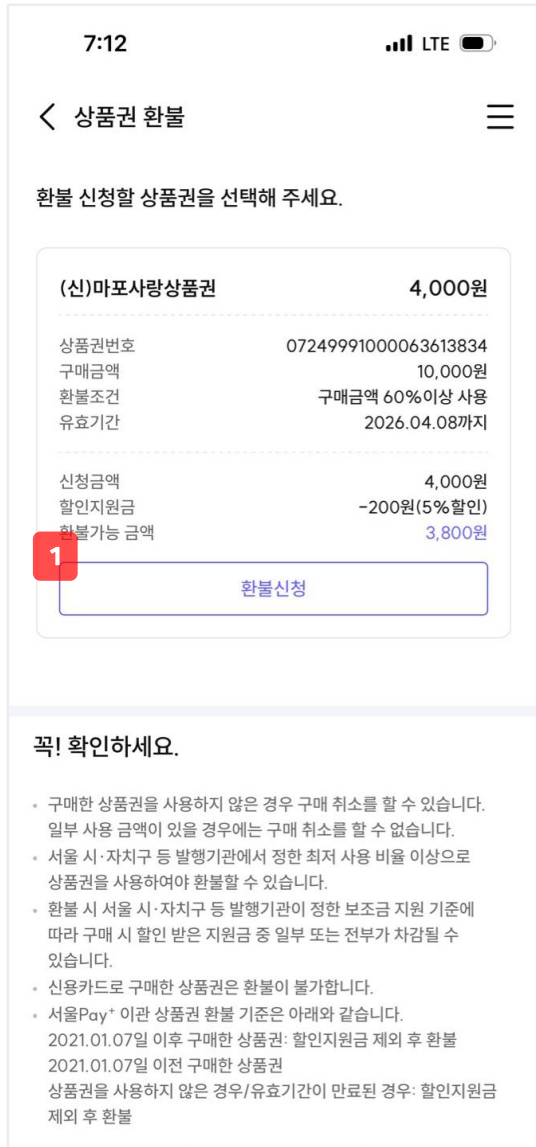 7:12 LTE
상품권 환불
환불 신청할 상품권을 선택해 주세요.
(신)마포사랑상품권 4,000원
상품권번호 07249991000063613834
구매금액 10,000원
환불조건 구매금액 60%이상 사용
유효기간 2026.04.08까지
신청금액 4,000원
할인지원금 -200원(5%할인)
환불가능 금액 3,800원
1
환불신청
꼭! 확인하세요.
• 구매한 상품권을 사용하지 않은 경우 구매 취소를 할 수 있습니다.
일부 사용 금액이 있을 경우에는 구매 취소를 할 수 없습니다.
• 서울 시·자치구 등 발행기관에서 정한 최저 사용 비율 이상으로
상품권을 사용하여야 환불할 수 있습니다.
• 환불 시 서울 시·자치구 등 발행기관이 정한 보조금 지원 기준에
따라 구매 시 할인 받은 지원금 중 일부 또는 전부가 차감될 수
있습니다.
• 신용카드로 구매한 상품권은 환불이 불가합니다.
• 서울Pay+ 이관 상품권 환불 기준은 아래와 같습니다.
2021.01.07일 이후 구매한 상품권: 할인지원금 제외 후 환불
2021.01.07일 이전 구매한 상품권
상품권을 사용하지 않은 경우/유효기간이 만료된 경우: 할인지원금
제외 후 환불